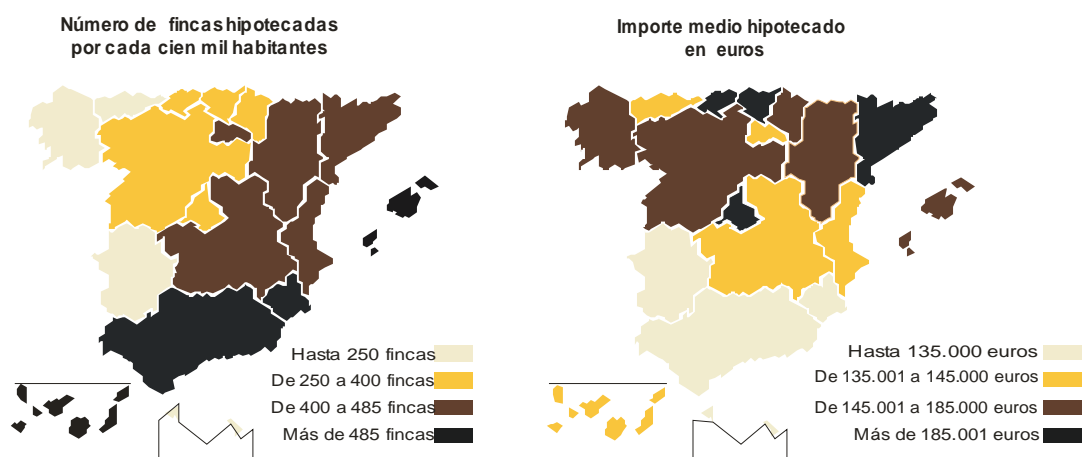 Número de fincas hipotecadas
por cada cien mil habitantes
Hasta 250 fincas
De 250 a 400 fincas
De 400 a 485 fincas
Más de 485 fincas
Importe medio hipotecado
en euros
Hasta 135.000 euros
De 135.001 a 145.000 euros
De 145.001 a 185.000 euros
Más de 185.001 euros